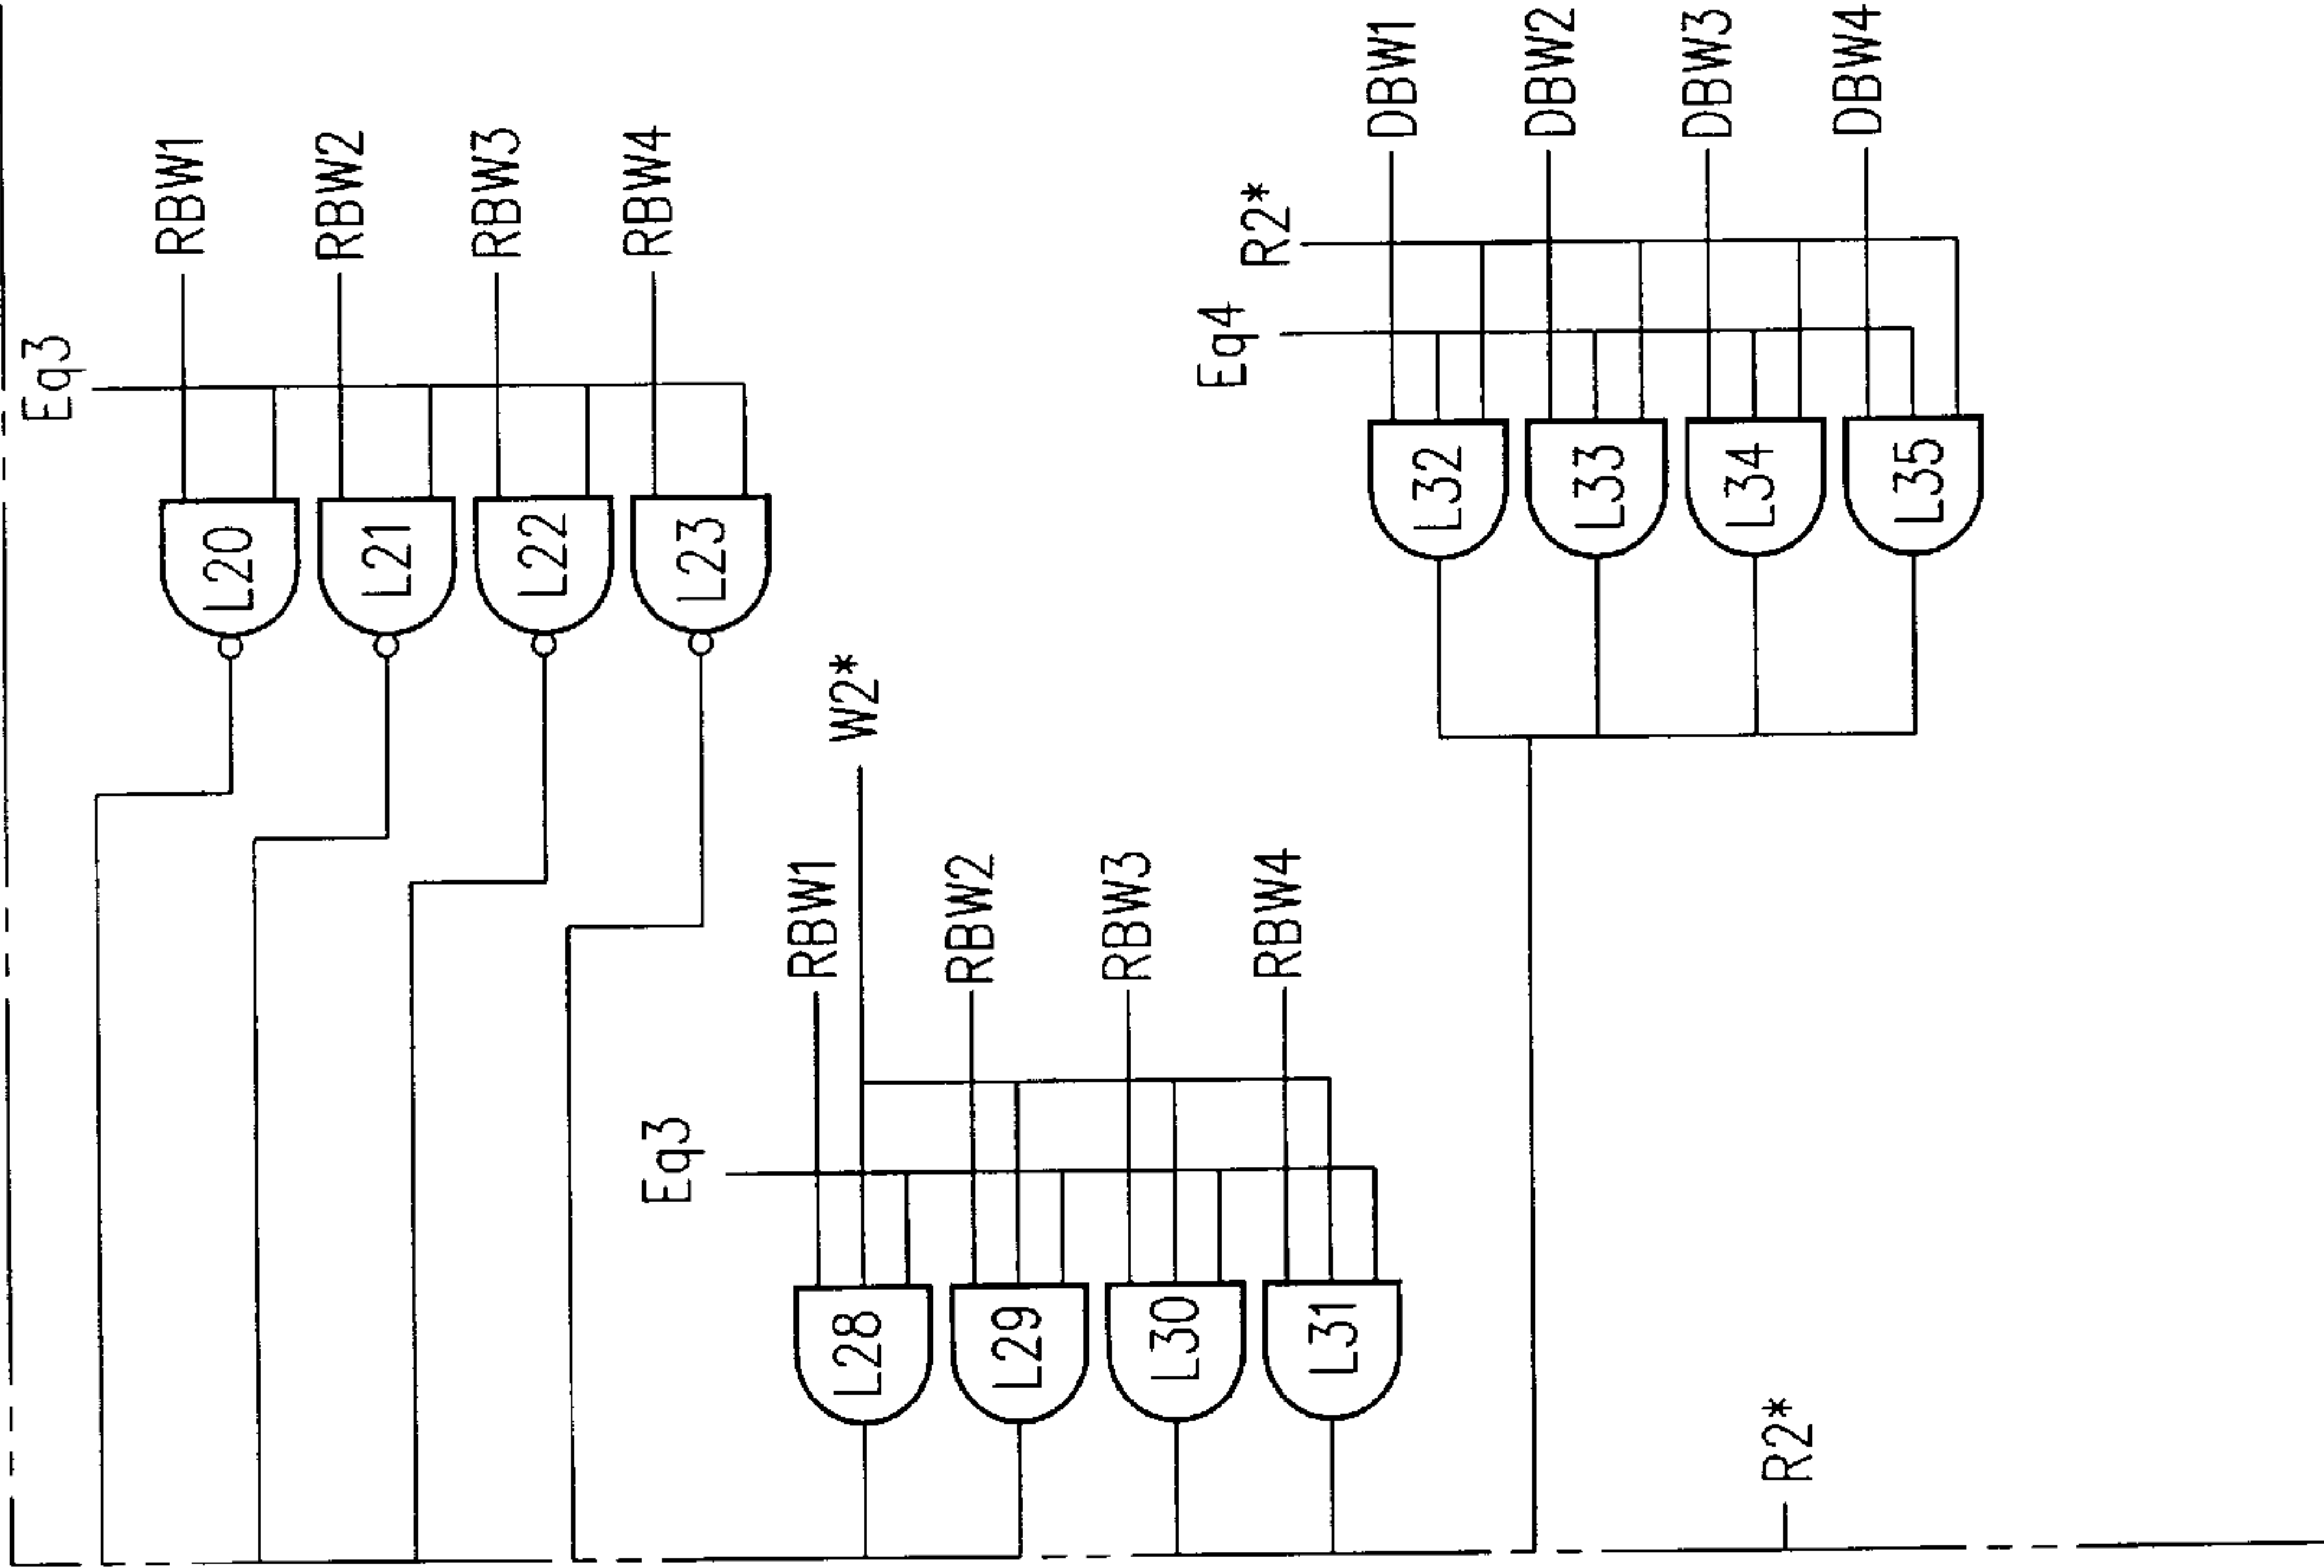 Eq3
RBW1
RBW2
RBW3
RBW4
L20
L21
L22
L23
W2*
Eq3
RBW1
RBW2
RBW3
RBW4
L28
L29
L30
L31
Eq4
R2*
DBW1
DBW2
DBW3
DBW4
L32
L33
L34
L35
R2*